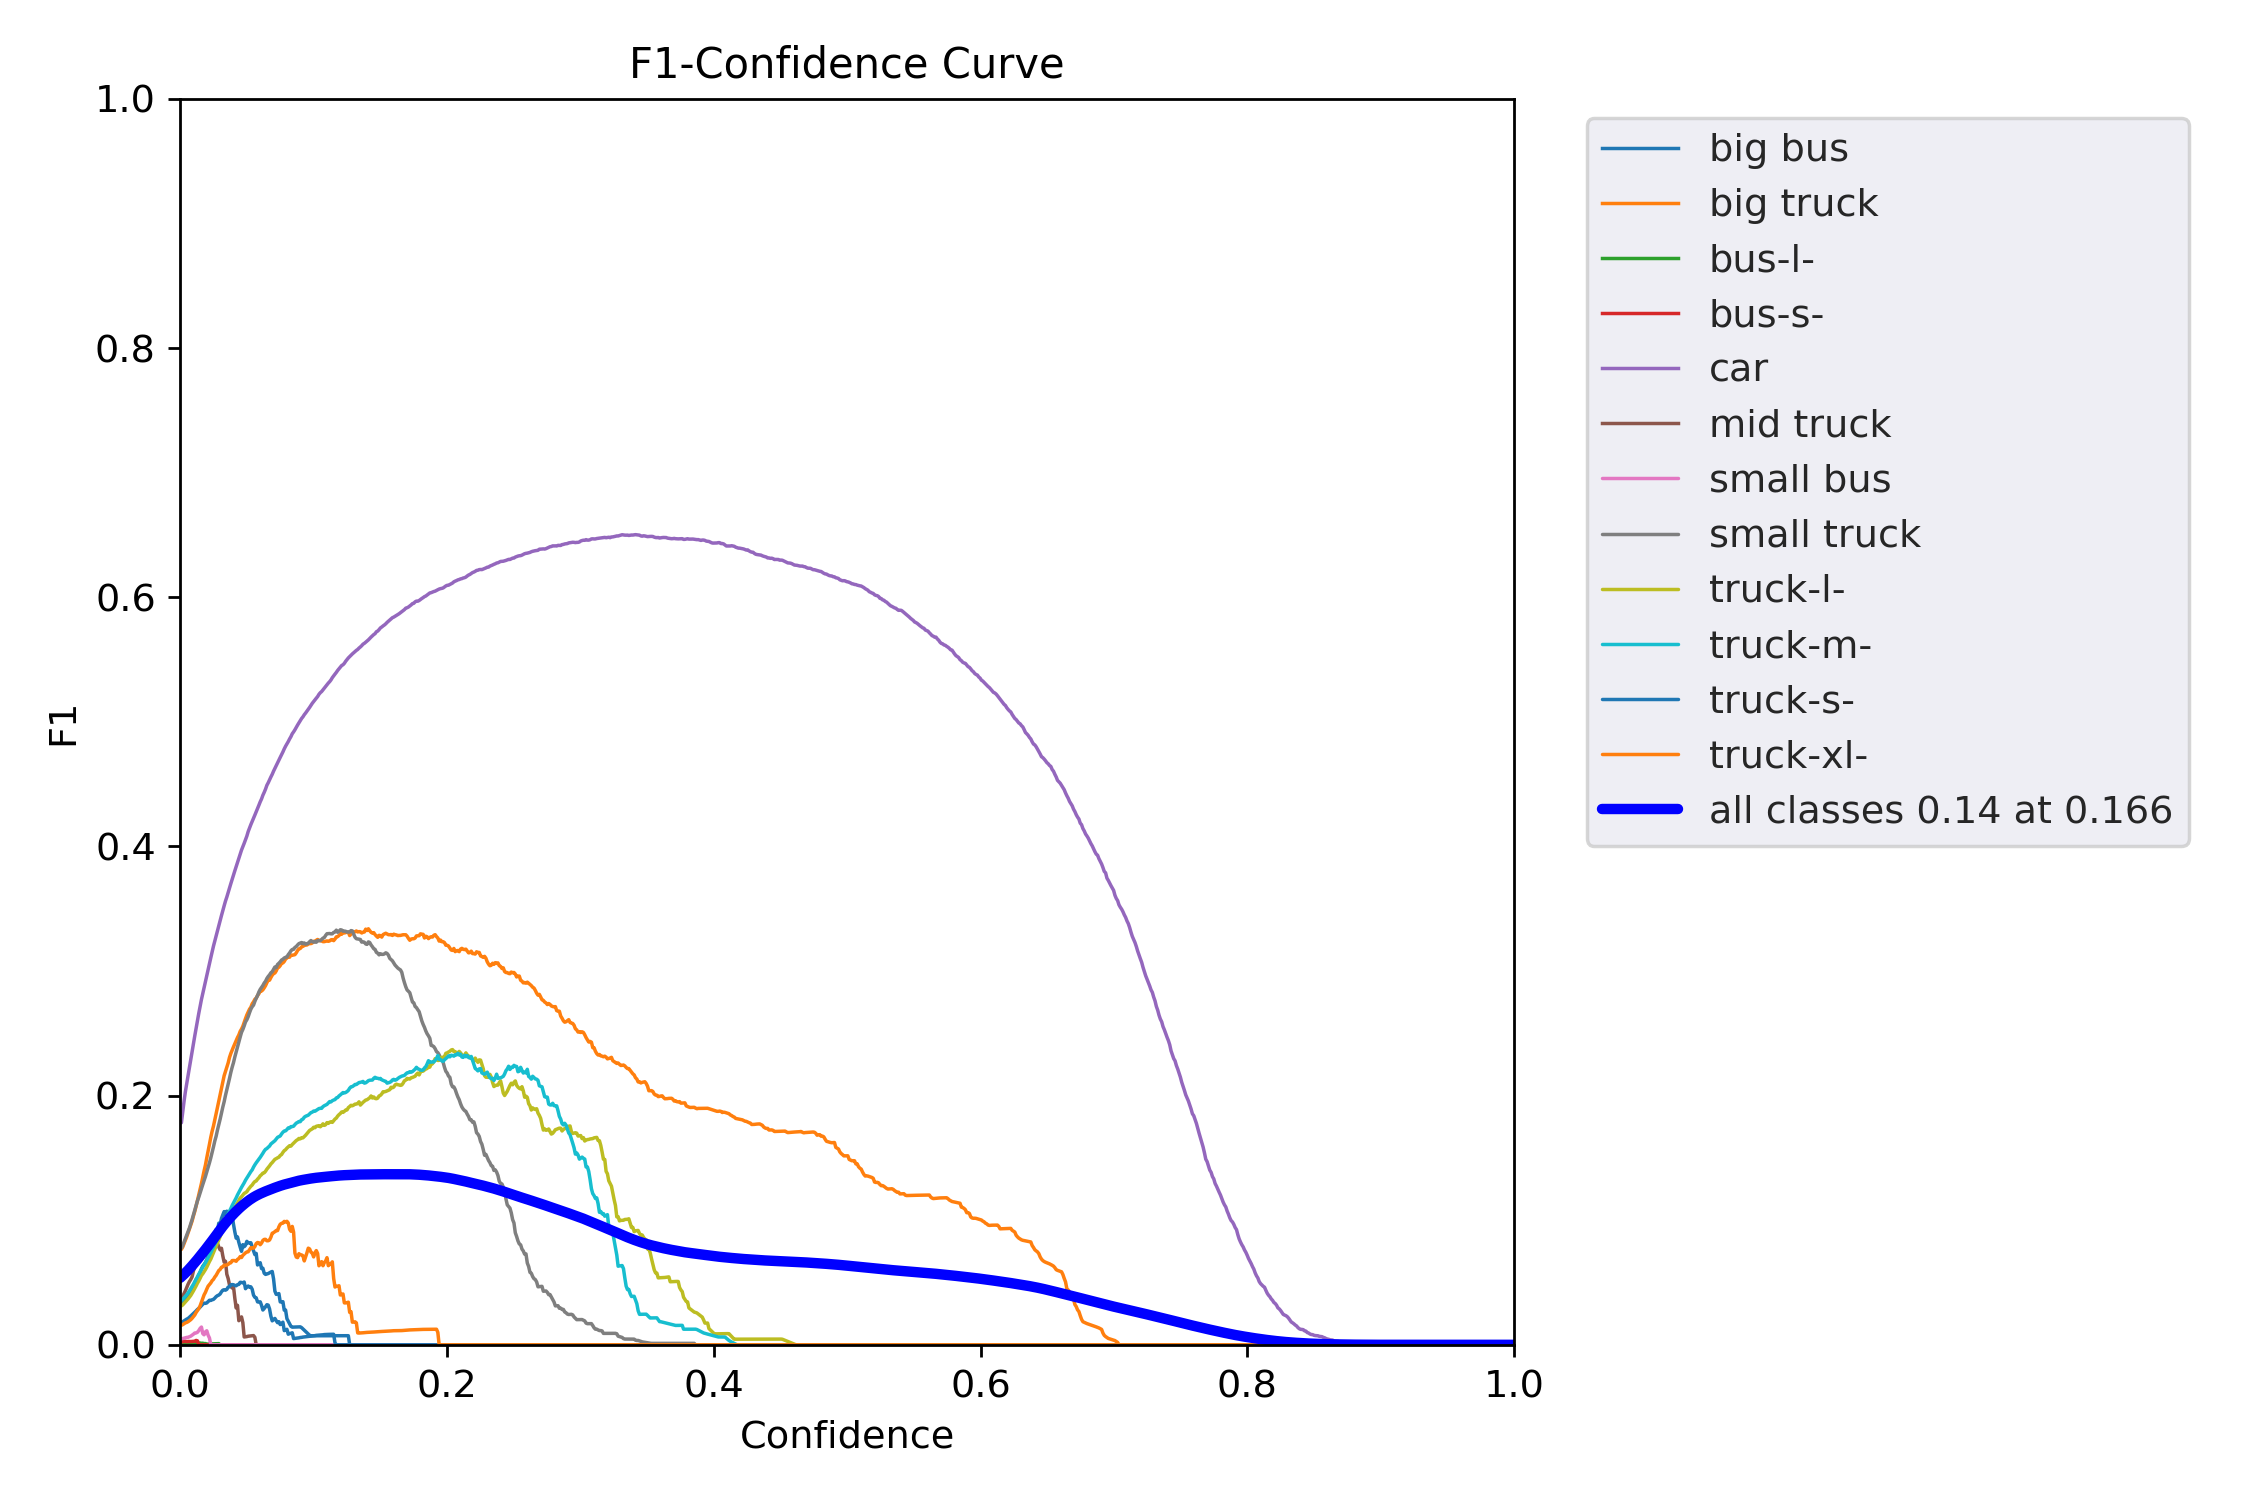 F1-Confidence Curve
1.0
0.8
0.6
0.4
0.2
0.0
F1
0.0 0.2 0.4 0.6 0.8 1.0
Confidence
big bus
big truck
bus-l-
bus-s-
car
mid truck
small bus
small truck
truck-l-
truck-m-
truck-s-
truck-xl-
all classes 0.14 at 0.166